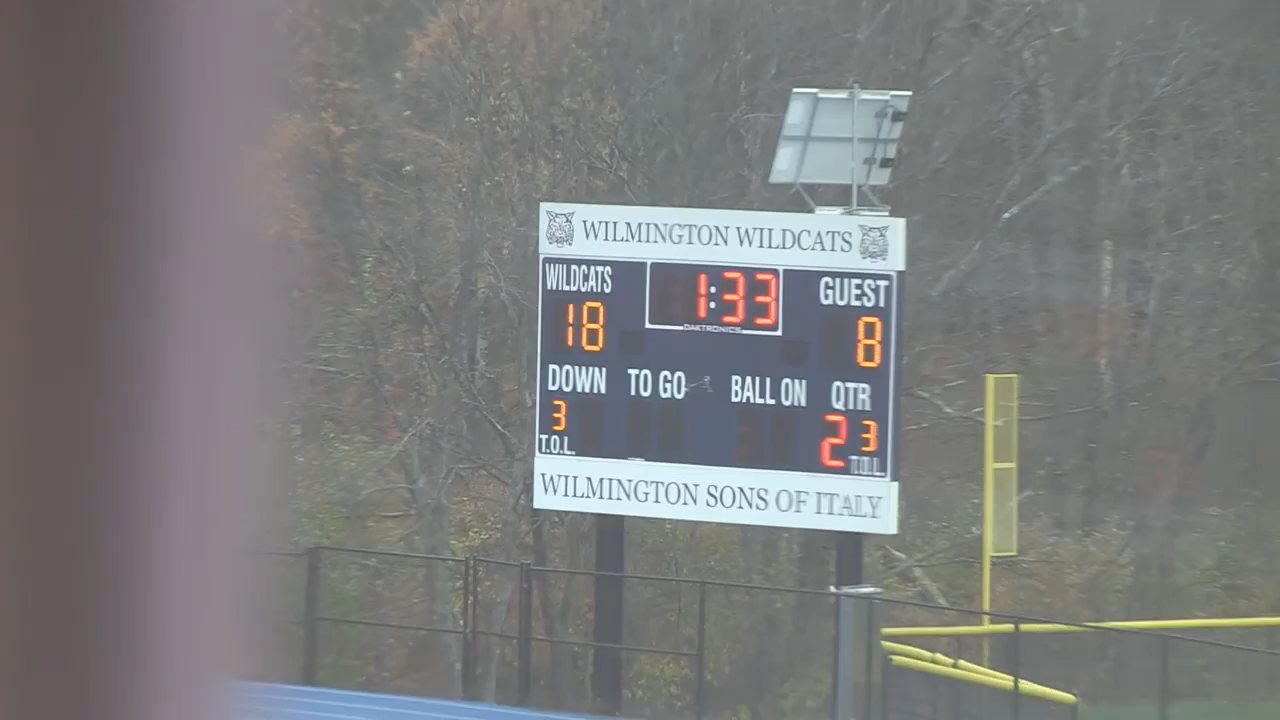 WILMINGTON WILDCATS
WILDCATS 1:33 GUEST
DAKTRONICS
18 8
DOWN TO GO BALL ON QTR
3 2 3
T.O.L. T.O.L.
WILMINGTON SONS OF ITALY